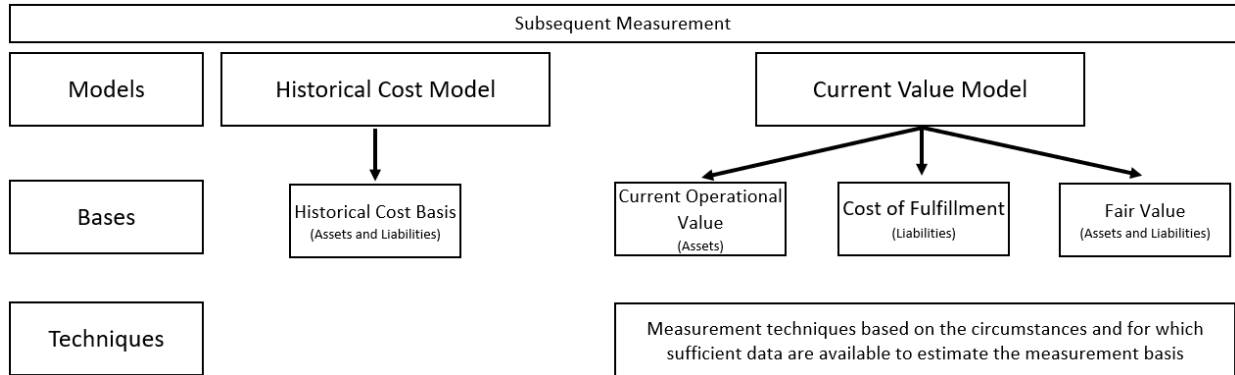 Subsequent Measurement
Models
Historical Cost Model
Current Value Model
Bases
Historical Cost Basis
(Assets and Liabilities)
Current Operational
Value
(Assets)
Cost of Fulfillment
(Liabilities)
Fair Value
(Assets and Liabilities)
Techniques
Measurement techniques based on the circumstances and for which
sufficient data are available to estimate the measurement basis